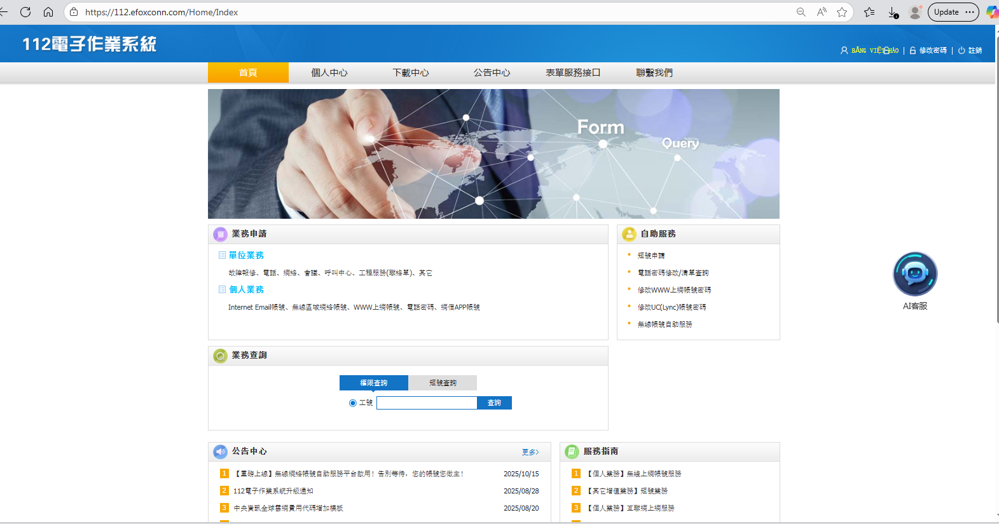 https://112.efoxconn.com/Home/Index
Update
112電子作業系統
修改密碼 | 註銷
首頁 個人中心 下載中心 公告中心 表單服務接口 聯繫我們
Form
Query
業務申請
單位業務
故障報修、電話、網絡、會議、呼叫中心、工程服務(聯絡單)、其它
個人業務
Internet Email帳號、無線區域網絡帳號、WWW上網帳號、電話密碼、網信APP帳號
自助服務
短號申請
電話密碼修改/清單查詢
修改WWW上網帳號密碼
修改UC(Lync)帳號密碼
無線帳號自助服務
AI客服
業務查詢
權限查詢 短號查詢
工號 查詢
公告中心 更多>
1 【重磅上線】無線網絡帳號自助服務平台啟用！告別等待，您的帳號您做主！ 2025/10/15
2 112電子作業系統升級通知 2025/08/28
3 中央資訊全球雲網費用代碼增加模板 2025/08/20
服務指南
1 【個人業務】無綫上網帳號服務
2 【其它增值業務】短號業務
3 【個人業務】互聯網上網服務